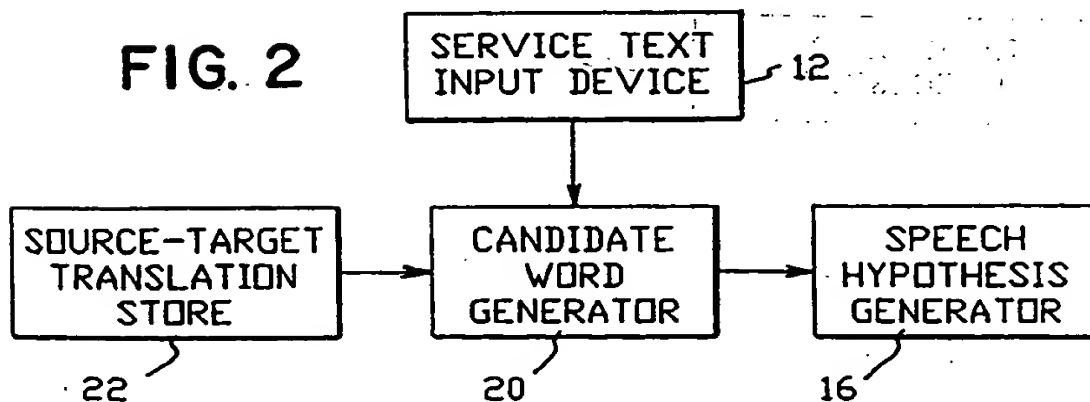 FIG. 2
SERVICE TEXT
INPUT DEVICE
12
SOURCE-TARGET
TRANSLATION
STORE
22
CANDIDATE
WORD
GENERATOR
20
SPEECH
HYPOTHESIS
GENERATOR
16